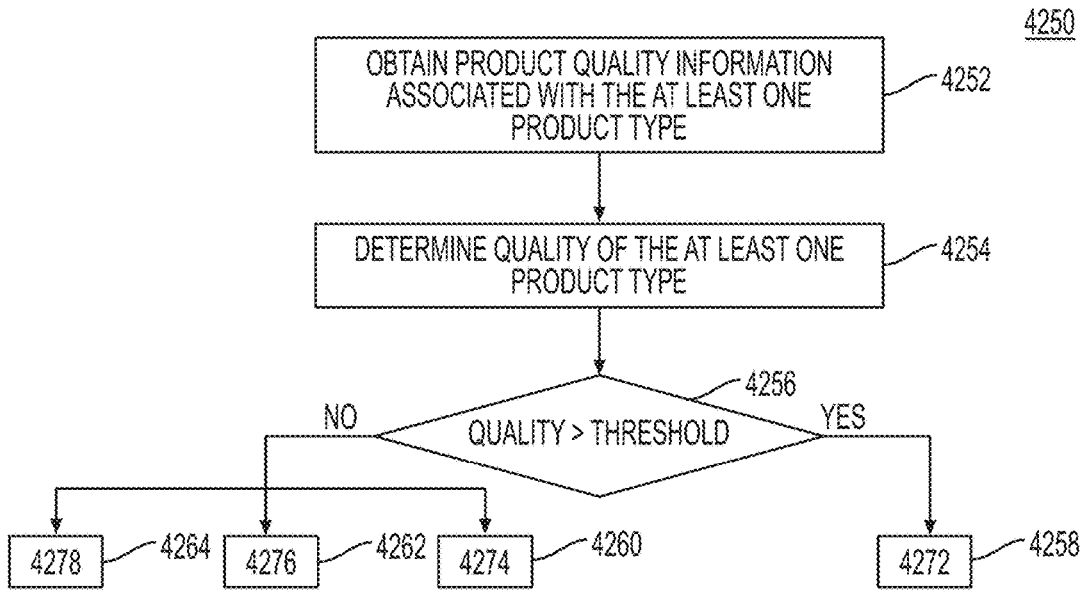 4250
OBTAIN PRODUCT QUALITY INFORMATION
ASSOCIATED WITH THE AT LEAST ONE
PRODUCT TYPE
4252
DETERMINE QUALITY OF THE AT LEAST ONE
PRODUCT TYPE
4254
4256
NO
QUALITY > THRESHOLD
YES
4278
4264
4276
4262
4274
4260
4272
4258